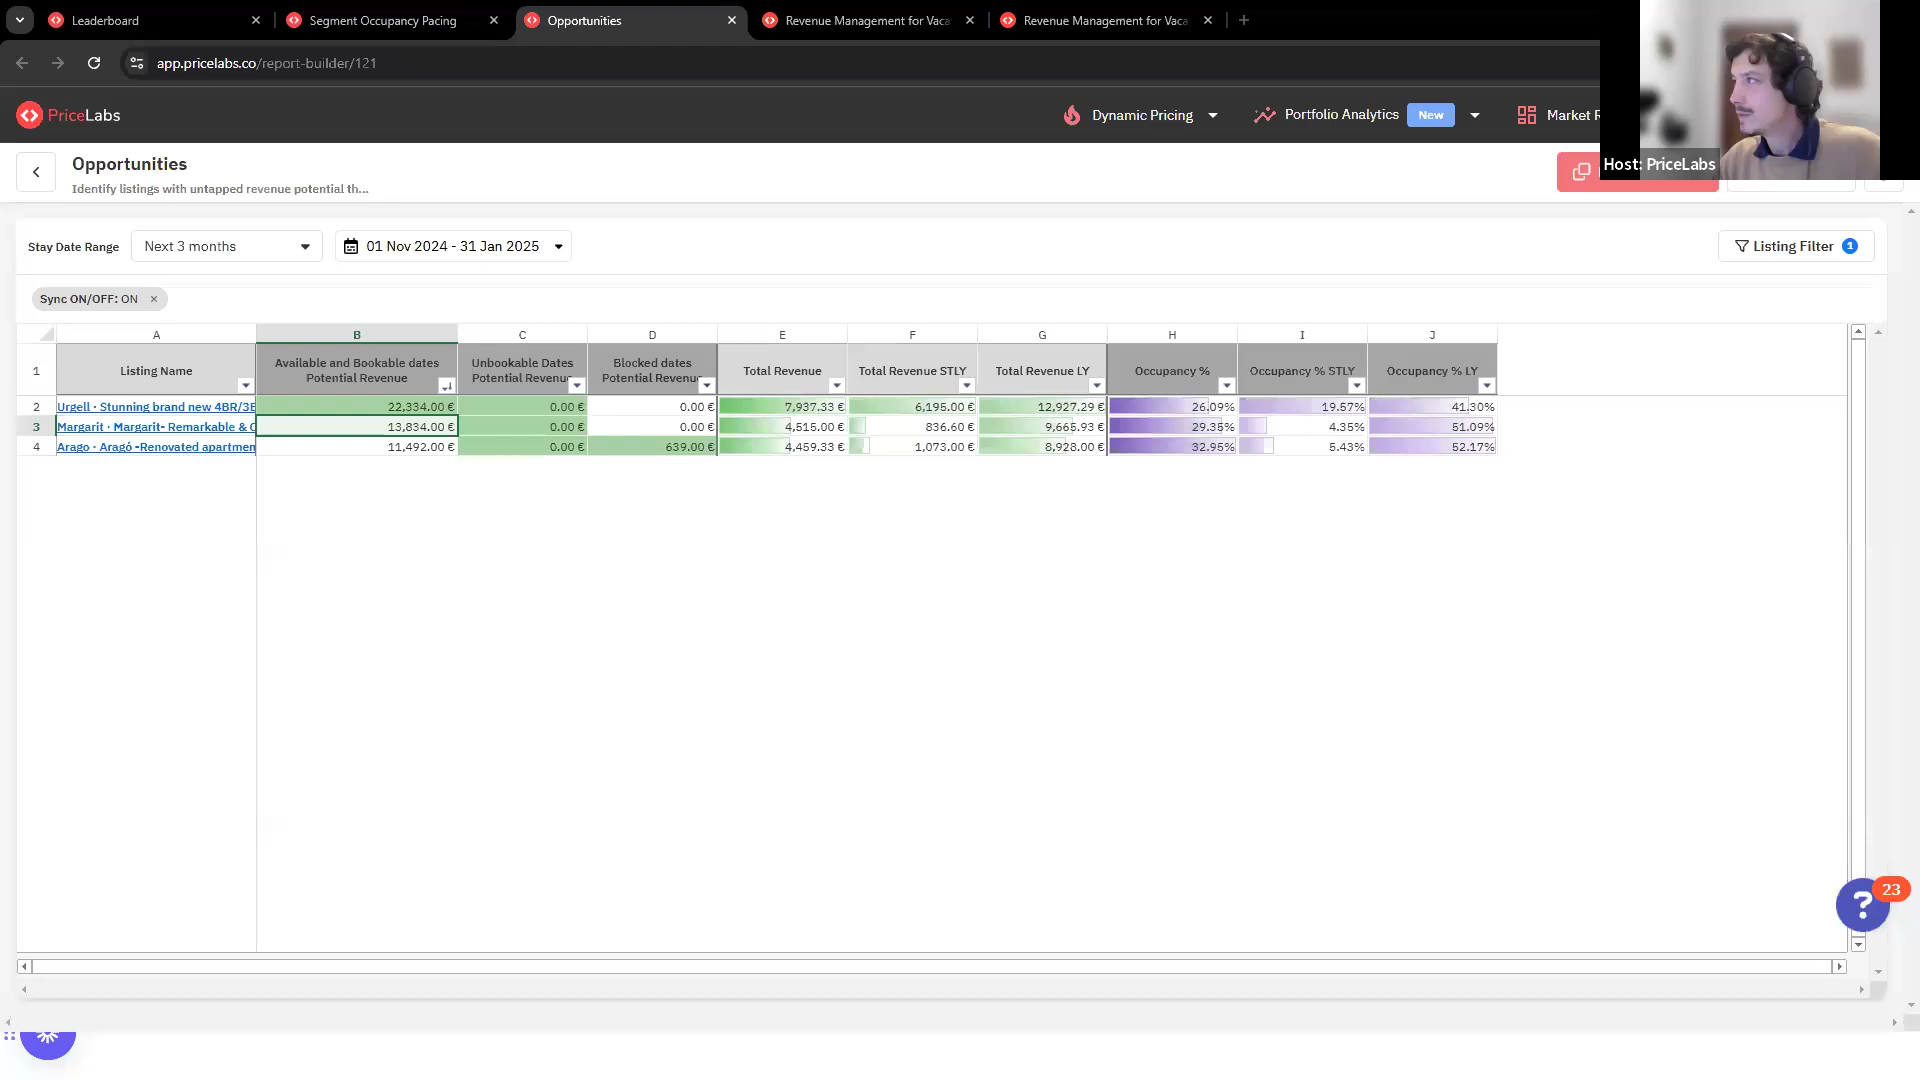 Leaderboard
Segment Occupancy Pacing
Opportunities
Revenue Management for Vaca
Revenue Management for Vaca
app.pricelabs.co/report-builder/121
PriceLabs
Dynamic Pricing
Portfolio Analytics
New
Market R
Host: PriceLabs
Opportunities
Identify listings with untapped revenue potential th...
Stay Date Range
Next 3 months
01 Nov 2024 - 31 Jan 2025
Listing Filter 1
Sync ON/OFF: ON
A B C D E F G H I J
1 Listing Name Available and Bookable dates Potential Revenue Unbookable Dates Potential Revenue Blocked dates Potential Revenue Total Revenue Total Revenue STLY Total Revenue LY Occupancy % Occupancy % STLY Occupancy % LY
2 Urgell · Stunning brand new 4BR/3B 22,334.00 € 0.00 € 0.00 € 7,937.33 € 6,195.00 € 12,927.29 € 26.09% 19.57% 41.30%
3 Margarit · Margarit- Remarkable & C 13,834.00 € 0.00 € 0.00 € 4,515.00 € 836.60 € 9,665.93 € 29.35% 4.35% 51.09%
4 Arago · Aragó -Renovated apartmen 11,492.00 € 0.00 € 639.00 € 4,459.33 € 1,073.00 € 8,928.00 € 32.95% 5.43% 52.17%
?
23